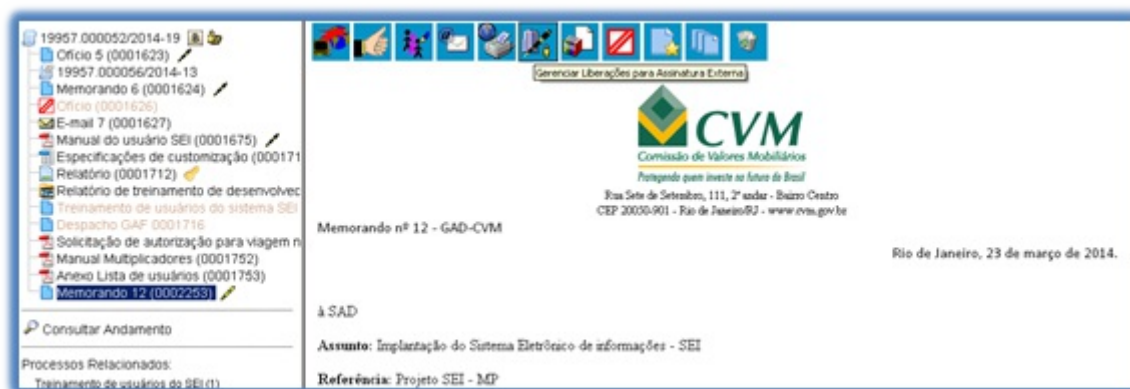 19957.000052/2014-19
Ofício 5 (0001623)
19957.000056/2014-13
Memorando 6 (0001624)
Ofício (0001626)
E-mail 7 (0001627)
Manual do usuário SEI (0001675)
Especificações de customização (000171
Relatório (0001712)
Relatório de treinamento de desenvolvec
Treinamento de usuários do sistema SEI
Despacho GAF 0001716
Solicitação de autorização para viagem n
Manual Multiplicadores (0001752)
Anexo Lista de usuários (0001753)
Memorando 12 (0002253)
Consultar Andamento
Processos Relacionados:
Treinamento de usuários do SEI (1)
Gerenciar Liberações para Assinatura Externa
CVM
Comissão de Valores Mobiliários
Protegendo quem investe no futuro do Brasil
Rua Sete de Setembro, 111, 2º andar - Bairro Centro
CEP 20050-901 - Rio de Janeiro/RJ - www.cvm.gov.br
Memorando nº 12 - GAD-CVM
Rio de Janeiro, 23 de março de 2014.
à SAD
Assunto: Implantação do Sistema Eletrônico de informações - SEI
Referência: Projeto SEI - MP